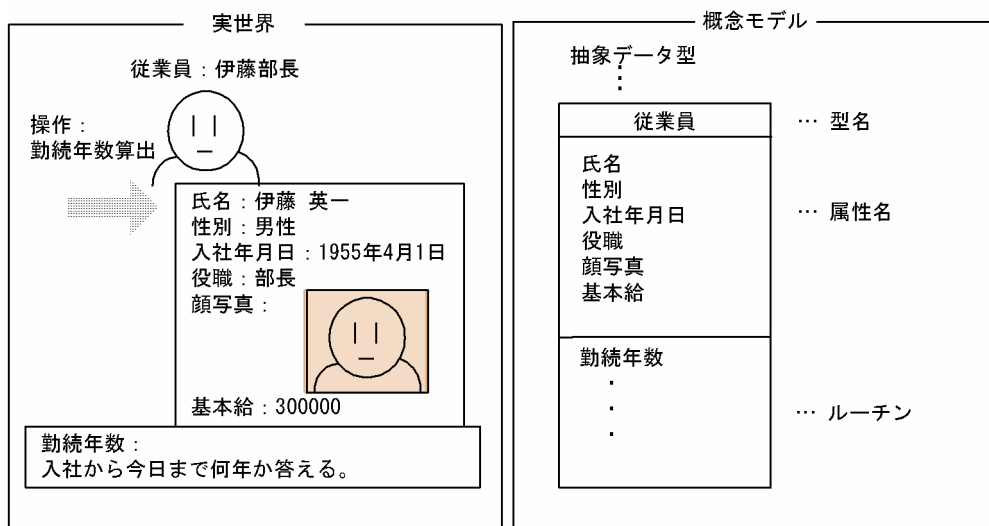 実世界
従業員：伊藤部長
操作：
勤続年数算出
氏名：伊藤 英一
性別：男性
入社年月日：1955年4月1日
役職：部長
顔写真：
基本給：300000
勤続年数：
入社から今日まで何年か答える。
概念モデル
抽象データ型
従業員
… 型名
氏名
性別
入社年月日
… 属性名
役職
顔写真
基本給
勤続年数
… ルーチン